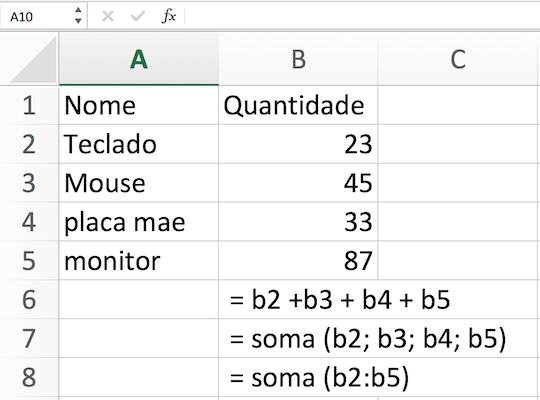 A10 fx
A B C
1 Nome Quantidade
2 Teclado 23
3 Mouse 45
4 placa mae 33
5 monitor 87
6 = b2 +b3 + b4 + b5
7 = soma (b2; b3; b4; b5)
8 = soma (b2:b5)